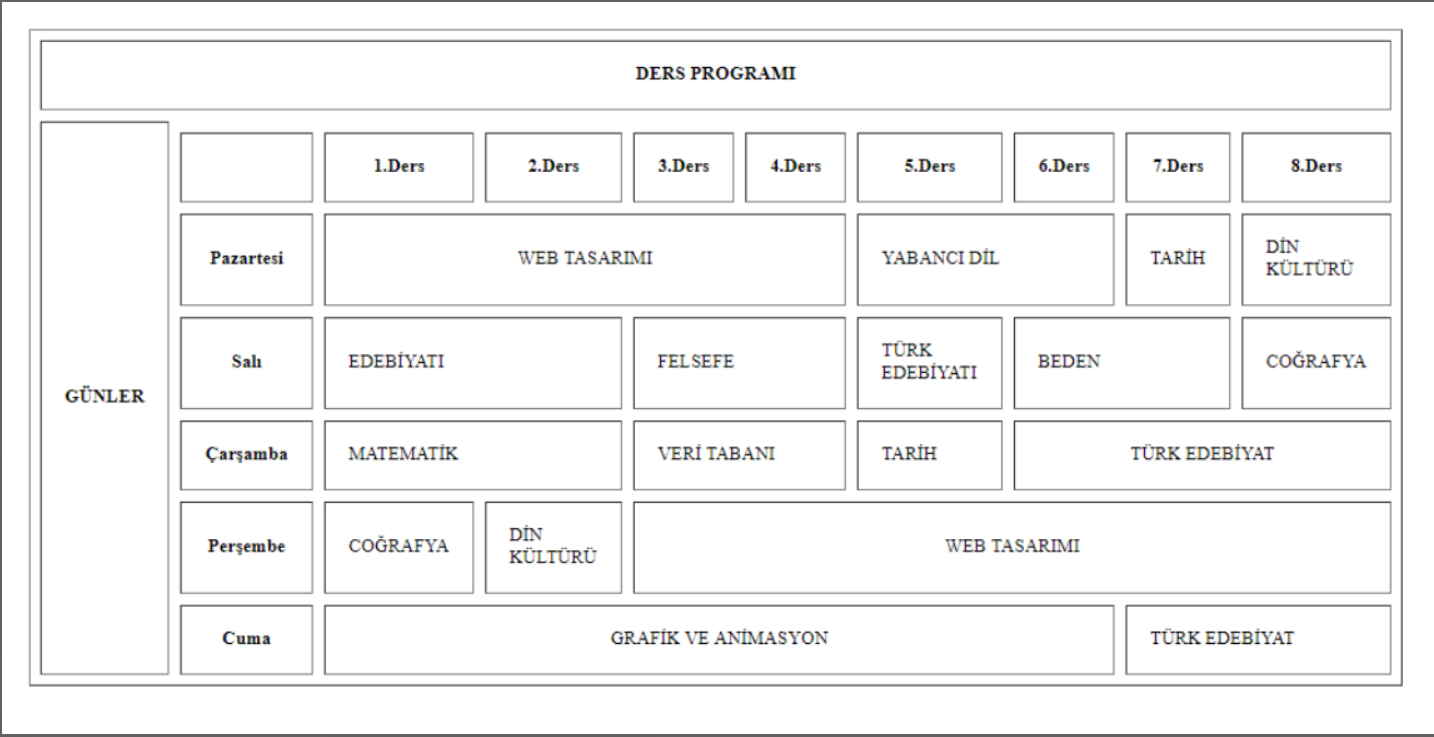 DERS PROGRAMI
1.Ders 2.Ders 3.Ders 4.Ders 5.Ders 6.Ders 7.Ders 8.Ders
Pazartesi WEB TASARIMI YABANCI DİL TARİH DİN
KÜLTÜRÜ
Salı EDEBİYATI FELSEFE TÜRK
EDEBİYATI BEDEN COĞRAFYA
GÜNLER
Çarşamba MATEMATİK VERİ TABANI TARİH TÜRK EDEBİYAT
Perşembe COĞRAFYA DİN
KÜLTÜRÜ WEB TASARIMI
Cuma GRAFİK VE ANİMASYON TÜRK EDEBİYAT